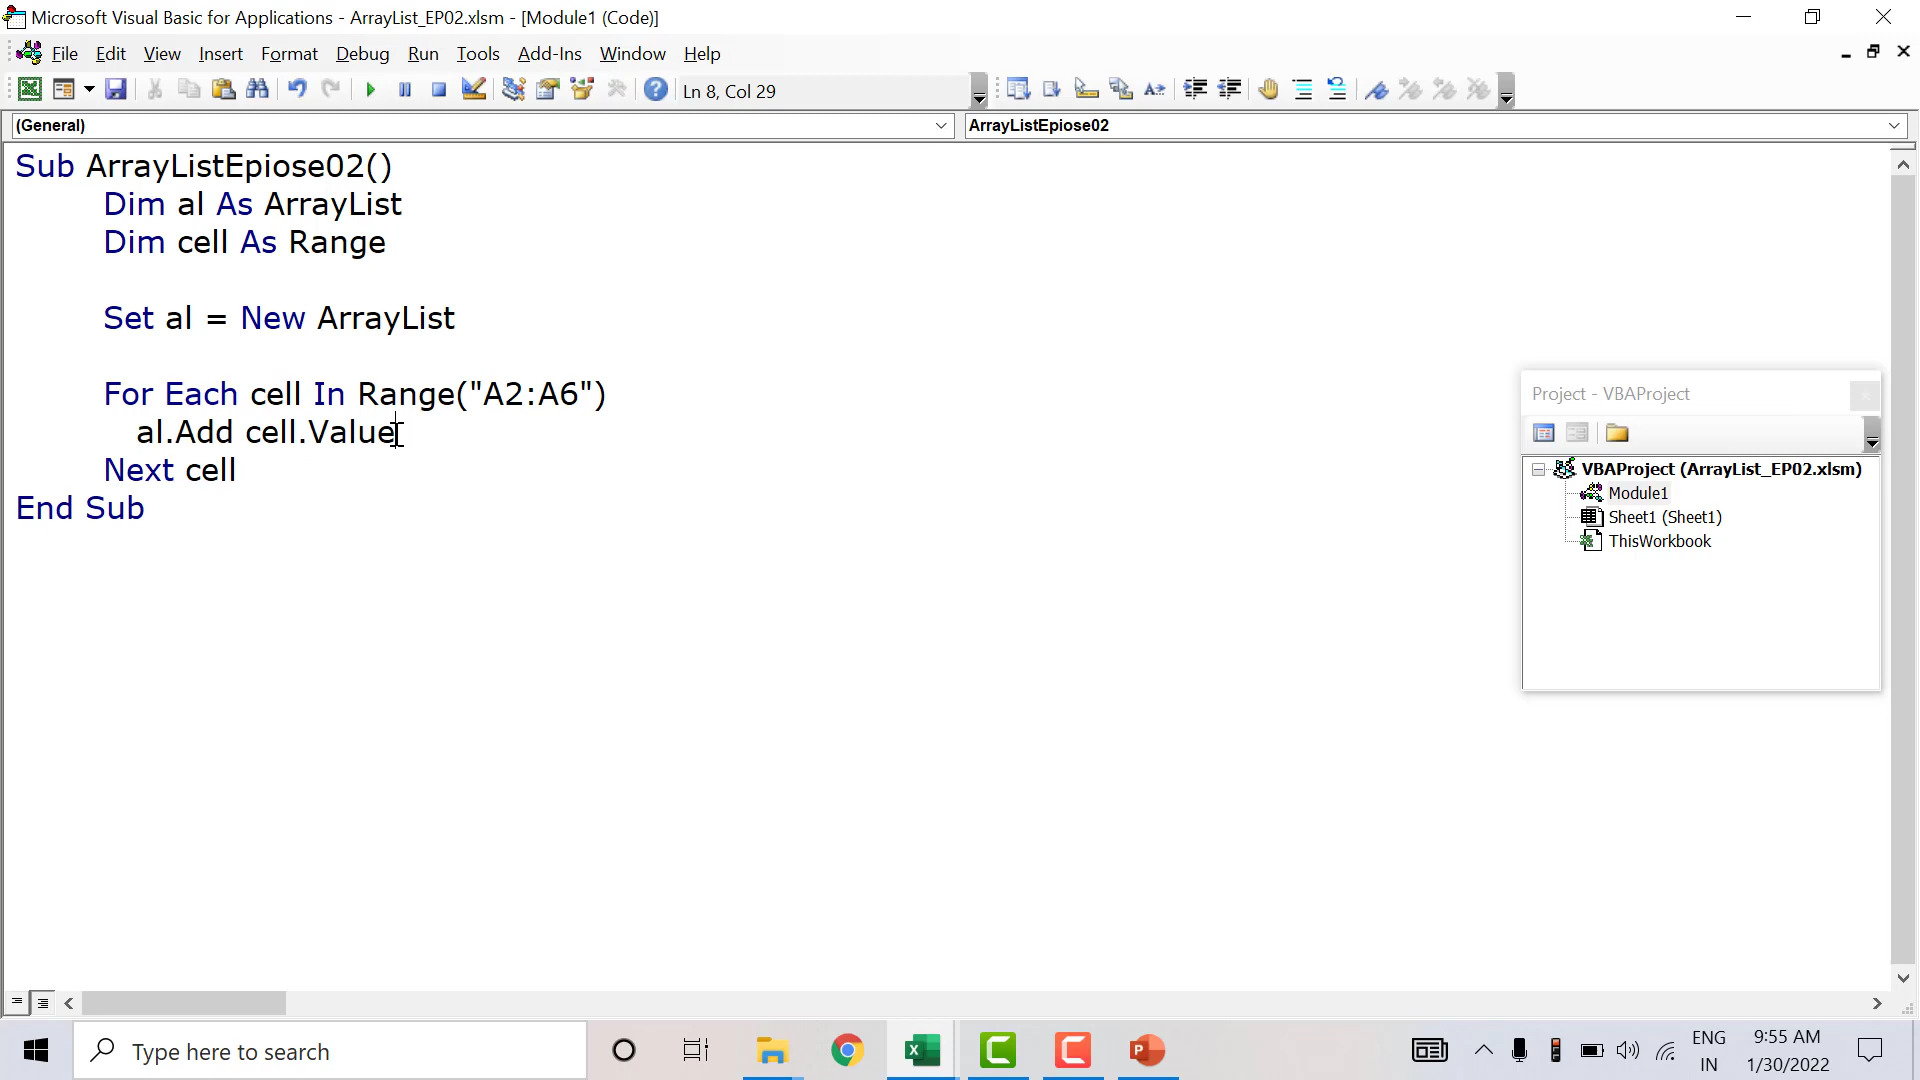 Microsoft Visual Basic for Applications - ArrayList_EP02.xlsm - [Module1 (Code)]
File Edit View Insert Format Debug Run Tools Add-Ins Window Help
Ln 8, Col 29
(General) ArrayListEpiose02
Sub ArrayListEpiose02()
Dim al As ArrayList
Dim cell As Range
Set al = New ArrayList
For Each cell In Range("A2:A6")
al.Add cell.Value
Next cell
End Sub
Project - VBAProject
VBAProject (ArrayList_EP02.xlsm)
Module1
Sheet1 (Sheet1)
ThisWorkbook
Type here to search
ENG
IN
9:55 AM
1/30/2022